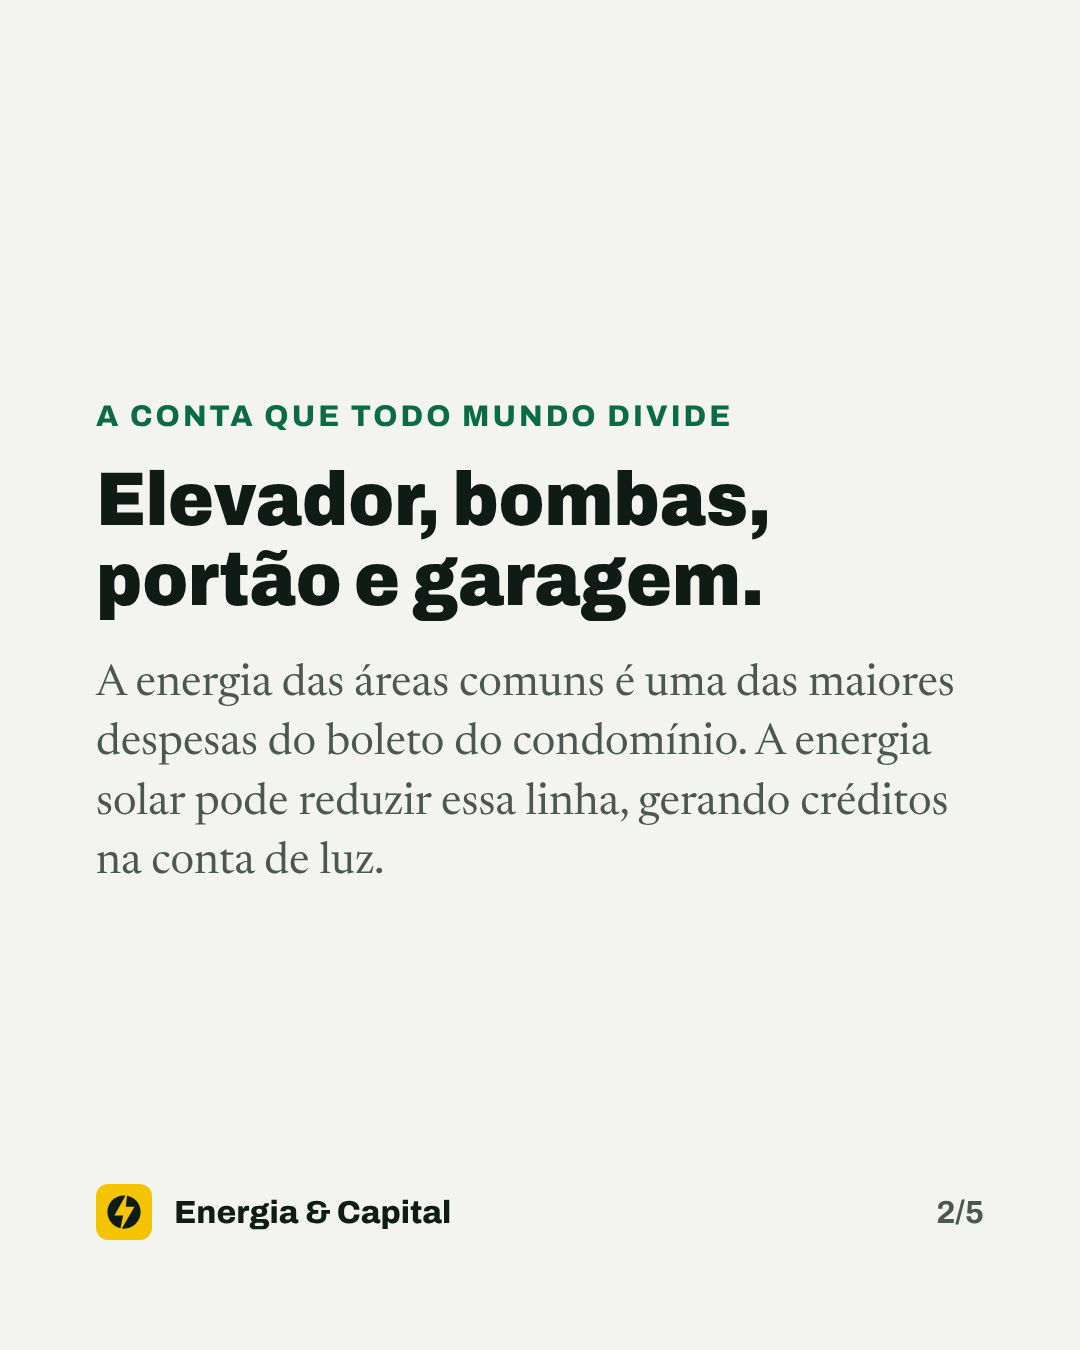 A CONTA QUE TODO MUNDO DIVIDE
Elevador, bombas,
portão e garagem.
A energia das áreas comuns é uma das maiores
despesas do boleto do condomínio. A energia
solar pode reduzir essa linha, gerando créditos
na conta de luz.
Energia & Capital
2/5